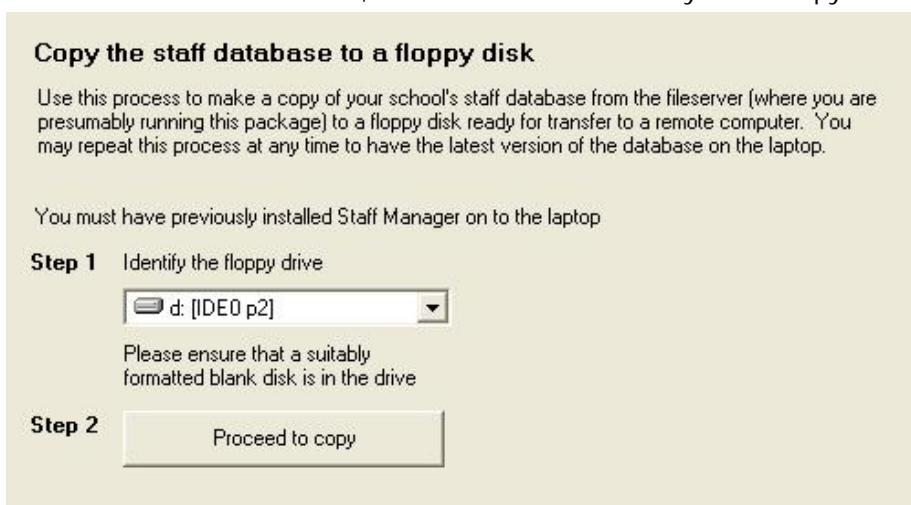 Copy the staff database to a floppy disk
Use this process to make a copy of your school's staff database from the fileserver (where you are
presumably running this package) to a floppy disk ready for transfer to a remote computer. You
may repeat this process at any time to have the latest version of the database on the laptop.
You must have previously installed Staff Manager on to the laptop
Step 1 Identify the floppy drive
d: [IDE0 p2]
Please ensure that a suitably
formatted blank disk is in the drive
Step 2 Proceed to copy